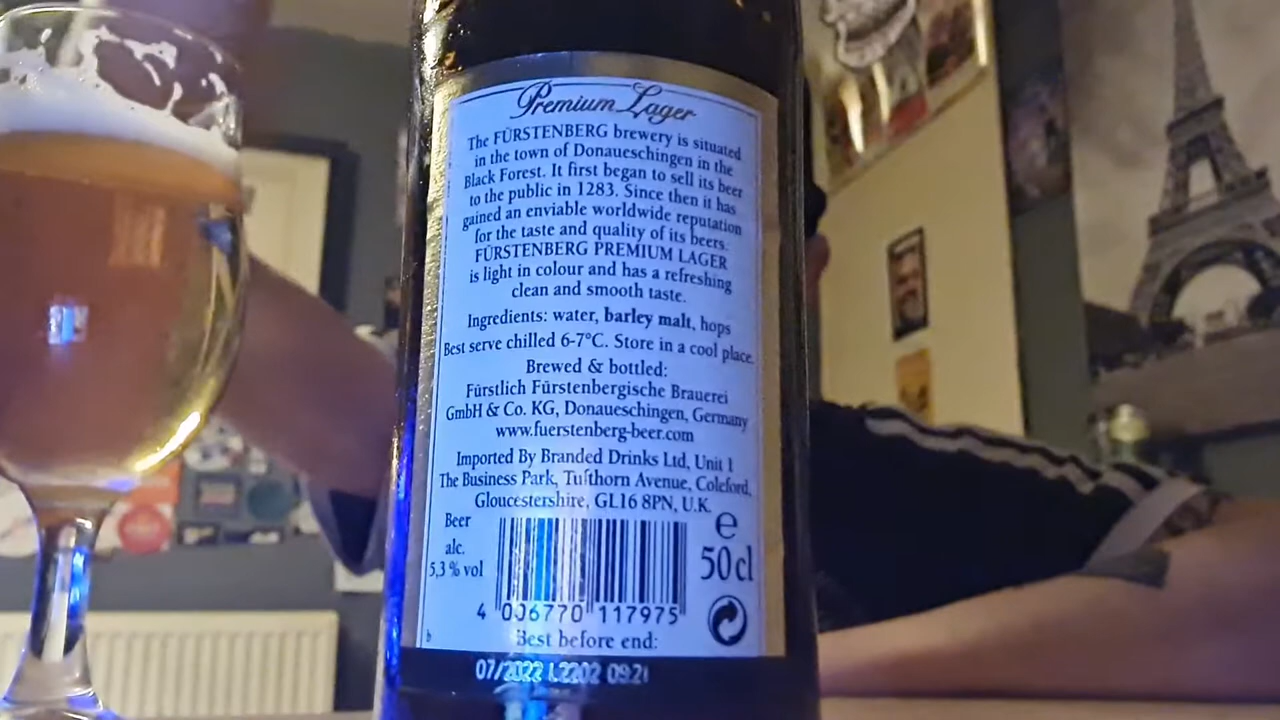 Premium Lager
The FÜRSTENBERG brewery is situated
in the town of Donaueschingen in the
Black Forest. It first began to sell its beer
to the public in 1283. Since then it has
gained an enviable worldwide reputation
for the taste and quality of its beers.
FÜRSTENBERG PREMIUM LAGER
is light in colour and has a refreshing
clean and smooth taste.
Ingredients: water, barley malt, hops
Best serve chilled 6-7°C. Store in a cool place.
Brewed & bottled:
Fürstlich Fürstenbergische Brauerei
GmbH & Co. KG, Donaueschingen, Germany
www.fuerstenberg-beer.com
Imported By Branded Drinks Ltd, Unit 1
The Business Park, Tufthorn Avenue, Coleford,
Gloucestershire, GL16 8PN, U.K.
Beer
alc.
5,3 % vol
e
50 cl
4 006770 117975
b
Best before end:
07/2022 L2202 09:21